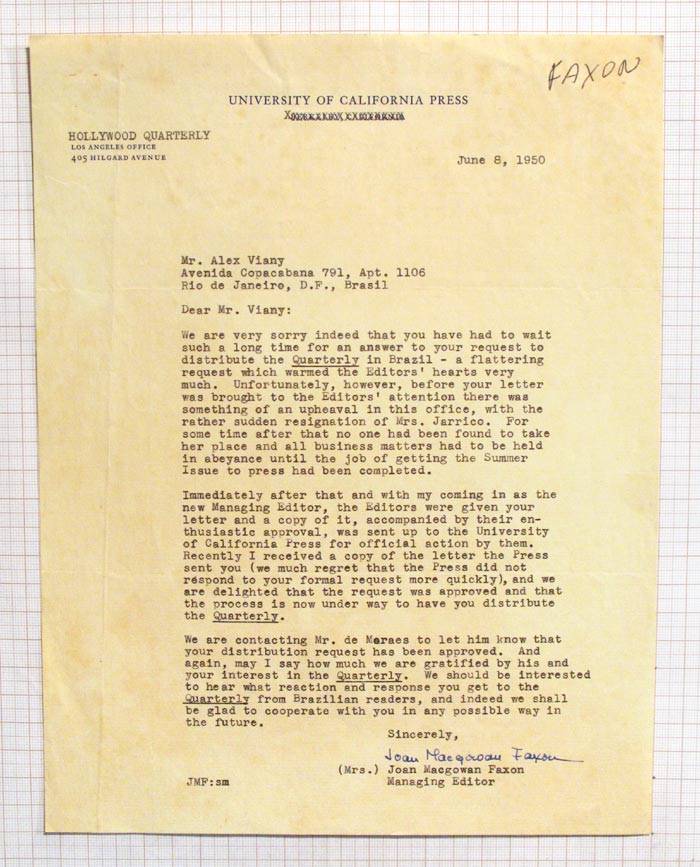 FAXON
UNIVERSITY OF CALIFORNIA PRESS
HOLLYWOOD QUARTERLY
LOS ANGELES OFFICE
405 HILGARD AVENUE
June 8, 1950
Mr. Alex Viany
Avenida Copacabana 791, Apt. 1106
Rio de Janeiro, D.F., Brasil
Dear Mr. Viany:
We are very sorry indeed that you have had to wait
such a long time for an answer to your request to
distribute the Quarterly in Brazil - a flattering
request which warmed the Editors' hearts very
much. Unfortunately, however, before your letter
was brought to the Editors' attention there was
something of an upheaval in this office, with the
rather sudden resignation of Mrs. Jarrico. For
some time after that no one had been found to take
her place and all business matters had to be held
in abeyance until the job of getting the Summer
Issue to press had been completed.
Immediately after that and with my coming in as the
new Managing Editor, the Editors were given your
letter and a copy of it, accompanied by their en-
thusiastic approval, was sent up to the University
of California Press for official action by them.
Recently I received a copy of the letter the Press
sent you (we much regret that the Press did not
respond to your formal request more quickly), and we
are delighted that the request was approved and that
the process is now under way to have you distribute
the Quarterly.
We are contacting Mr. de Moraes to let him know that
your distribution request has been approved. And
again, may I say how much we are gratified by his and
your interest in the Quarterly. We should be interested
to hear what reaction and response you get to the
Quarterly from Brazilian readers, and indeed we shall
be glad to cooperate with you in any possible way in
the future.
Sincerely,
Joan Macgowan Faxon
(Mrs.) Joan Macgowan Faxon
JMF:sm Managing Editor